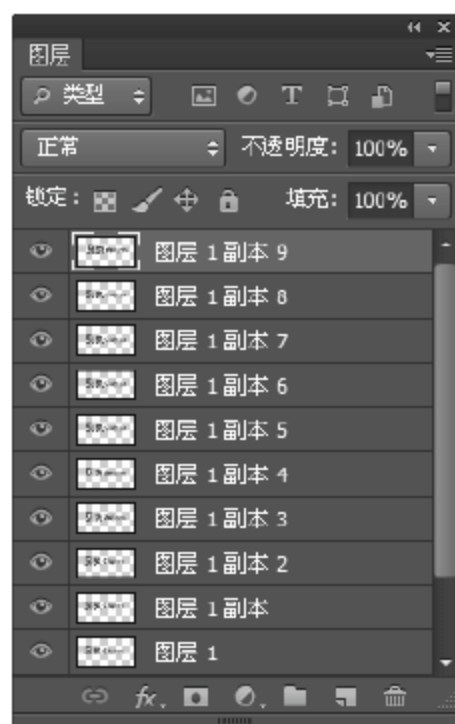 图层
类型
正常 不透明度: 100%
锁定: 填充: 100%
图层 1副本 9
图层 1副本 8
图层 1副本 7
图层 1副本 6
图层 1副本 5
图层 1副本 4
图层 1副本 3
图层 1副本 2
图层 1副本
图层 1
fx